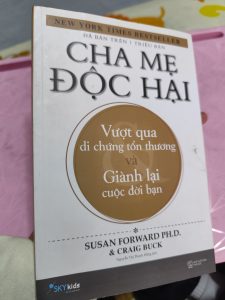 NEW YORK TIMES BESTSELLER
ĐÃ BÁN TRÊN 1 TRIỆU BẢN
CHA MẸ
ĐỘC HẠI
Vượt qua
di chứng tổn thương
và
Giành lại
cuộc đời bạn
SUSAN FORWARD PH.D.
& CRAIG BUCK
SKYkids